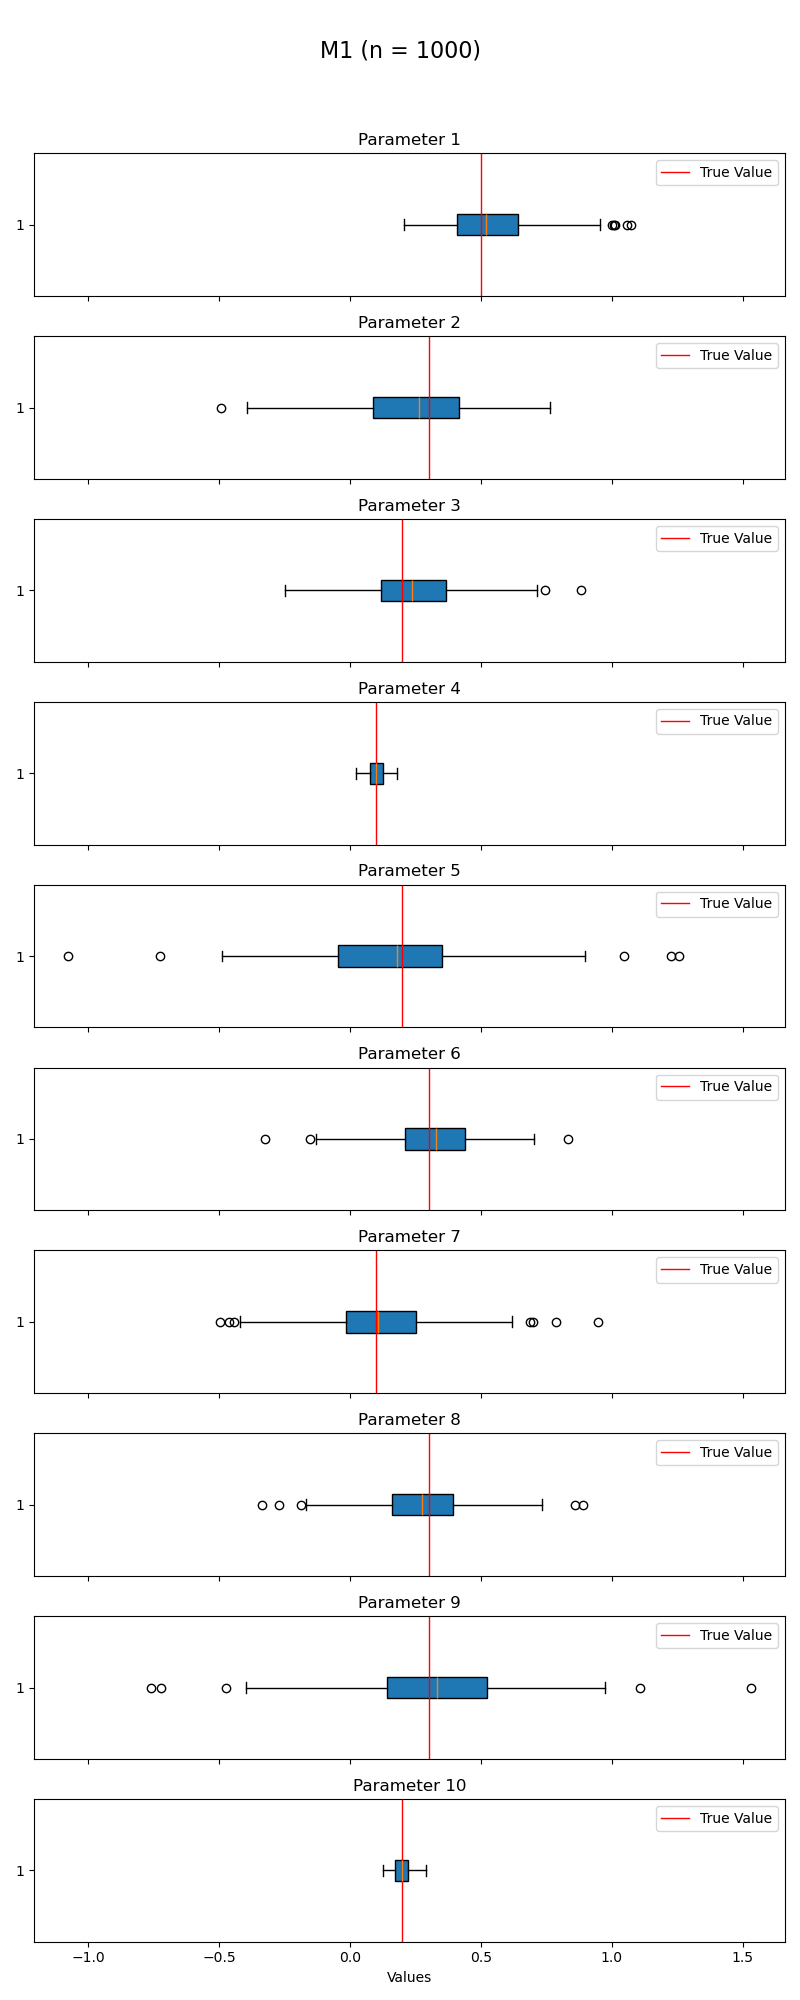 M1 (n = 1000)
Parameter 1
True Value
1
Parameter 2
True Value
1
Parameter 3
True Value
1
Parameter 4
True Value
1
Parameter 5
True Value
1
Parameter 6
True Value
1
Parameter 7
True Value
1
Parameter 8
True Value
1
Parameter 9
True Value
1
Parameter 10
True Value
1
−1.0 −0.5 0.0 0.5 1.0 1.5
Values